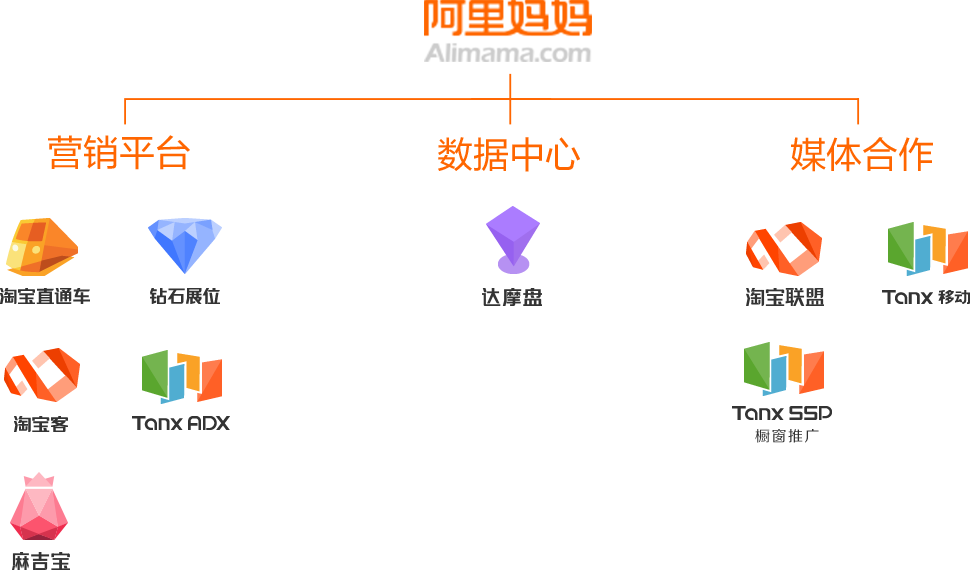 阿里妈妈
Alimama.com
营销平台
数据中心
媒体合作
淘宝直通车
钻石展位
达摩盘
淘宝联盟
Tanx 移动
淘宝客
Tanx ADX
Tanx SSP
橱窗推广
麻吉宝